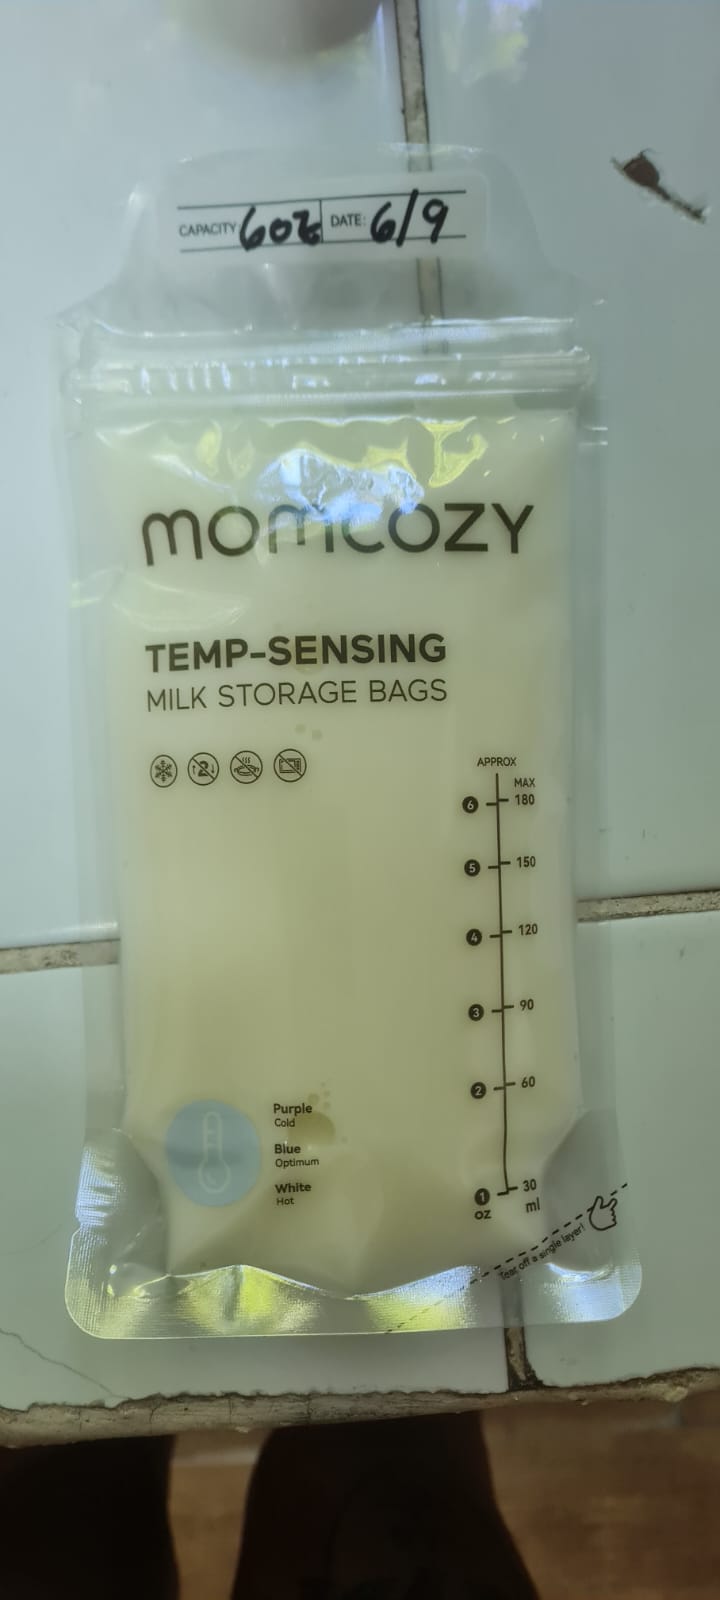 CAPACITY 6oz DATE: 6/9
momcozy
TEMP-SENSING
MILK STORAGE BAGS
APPROX
MAX
6 180
5 150
4 120
3 90
2 60
1 30
oz ml
Purple
Cold
Blue
Optimum
White
Hot
Tear off a single layer!